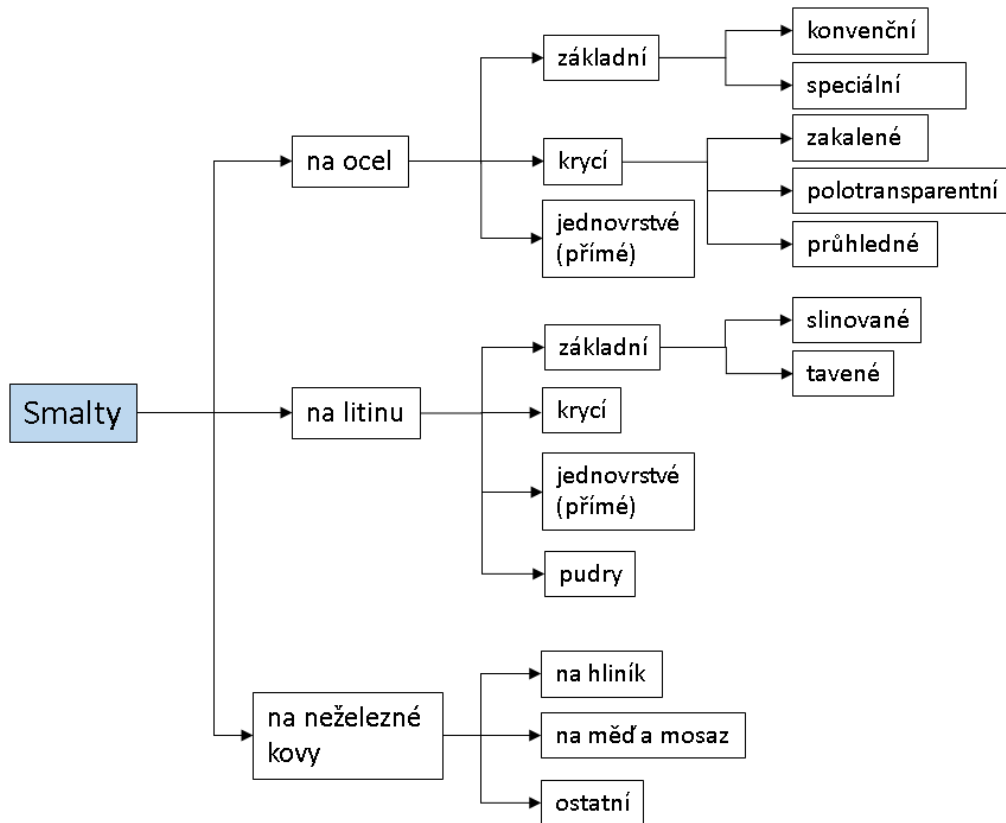 Smalty
na ocel
základní
konvenční
speciální
krycí
zakalené
polotransparentní
průhledné
jednovrstvé
(přímé)
na litinu
základní
slinované
tavené
krycí
jednovrstvé
(přímé)
pudry
na neželezné
kovy
na hliník
na měď a mosaz
ostatní